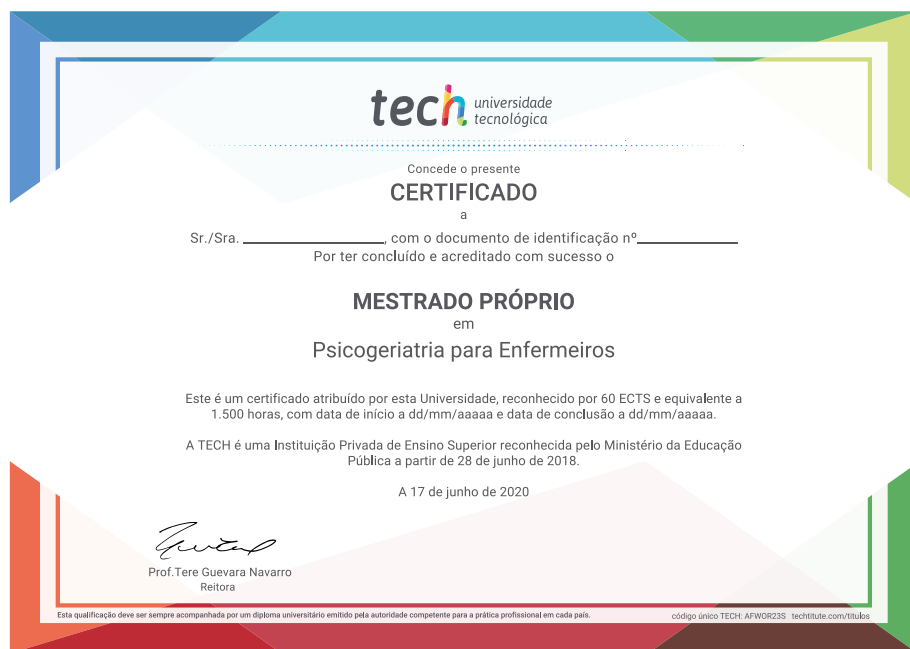 tech universidade
tecnológica
Concede o presente
CERTIFICADO
a
Sr./Sra. ________________, com o documento de identificação nº____________
Por ter concluído e acreditado com sucesso o
MESTRADO PRÓPRIO
em
Psicogeriatria para Enfermeiros
Este é um certificado atribuído por esta Universidade, reconhecido por 60 ECTS e equivalente a
1.500 horas, com data de início a dd/mm/aaaaa e data de conclusão a dd/mm/aaaaa.
A TECH é uma Instituição Privada de Ensino Superior reconhecida pelo Ministério da Educação
Pública a partir de 28 de junho de 2018.
A 17 de junho de 2020
Prof.Tere Guevara Navarro
Reitora
Esta qualificação deve ser sempre acompanhada por um diploma universitário emitido pela autoridade competente para a prática profissional em cada país.
código único TECH: AFWOR23S techtitute.com/titulos